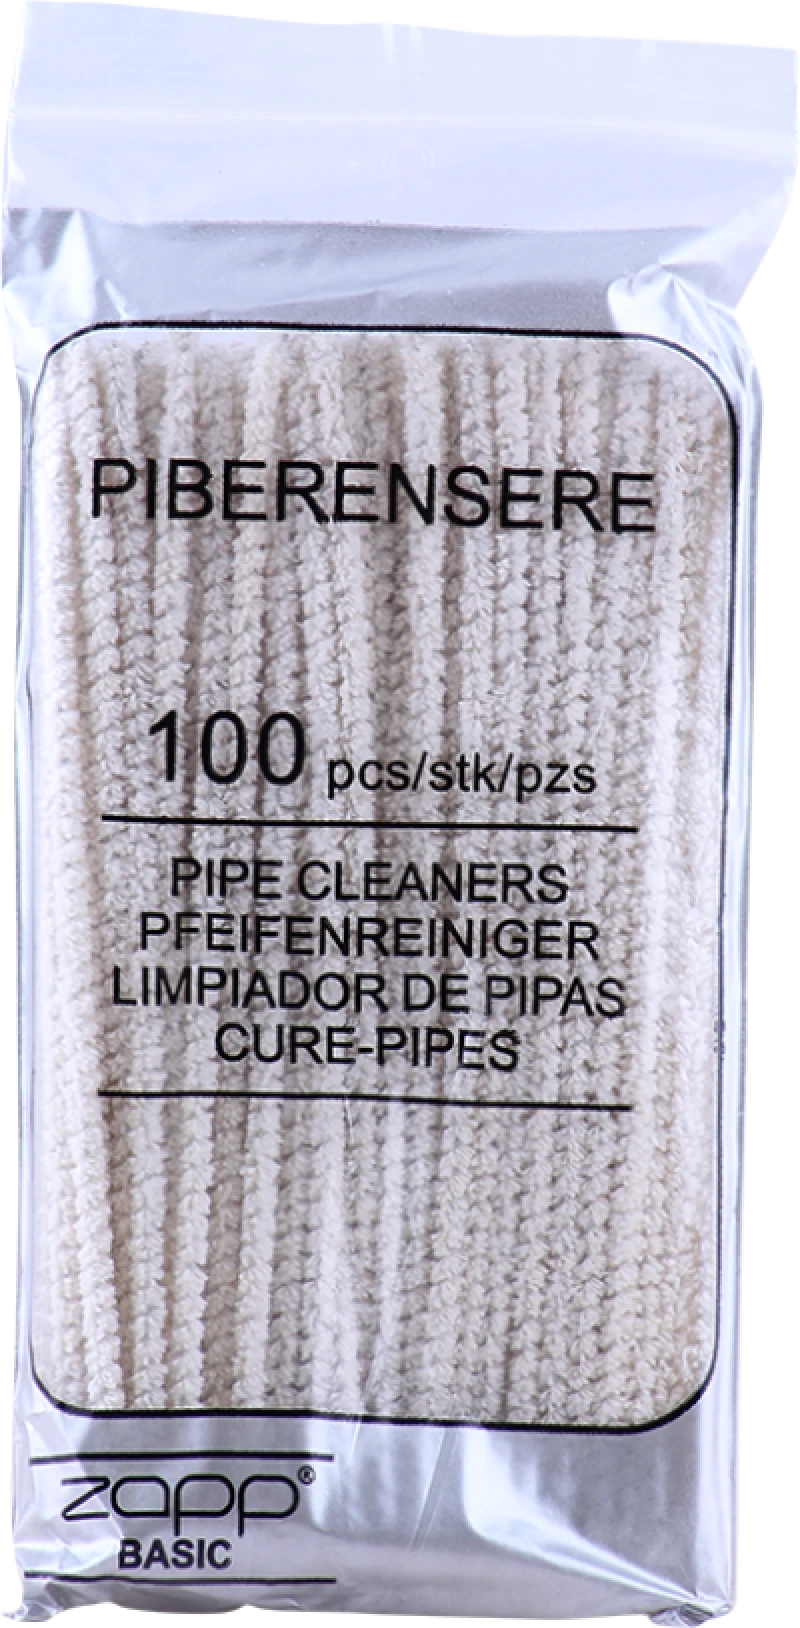 PIBERENSERE
100 pcs/stk/pzs
PIPE CLEANERS
PFEIFENREINIGER
LIMPIADOR DE PIPAS
CURE-PIPES
zapp®
BASIC